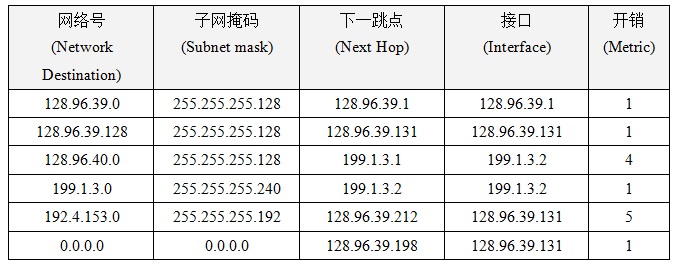 网络号 子网掩码 下一跳点 接口 开销
(Network (Subnet mask) (Next Hop) (Interface) (Metric)
Destination)
128.96.39.0 255.255.255.128 128.96.39.1 128.96.39.1 1
128.96.39.128 255.255.255.128 128.96.39.131 128.96.39.131 1
128.96.40.0 255.255.255.128 199.1.3.1 199.1.3.2 4
199.1.3.0 255.255.255.240 199.1.3.2 199.1.3.2 1
192.4.153.0 255.255.255.192 128.96.39.212 128.96.39.131 5
0.0.0.0 0.0.0.0 128.96.39.198 128.96.39.131 1